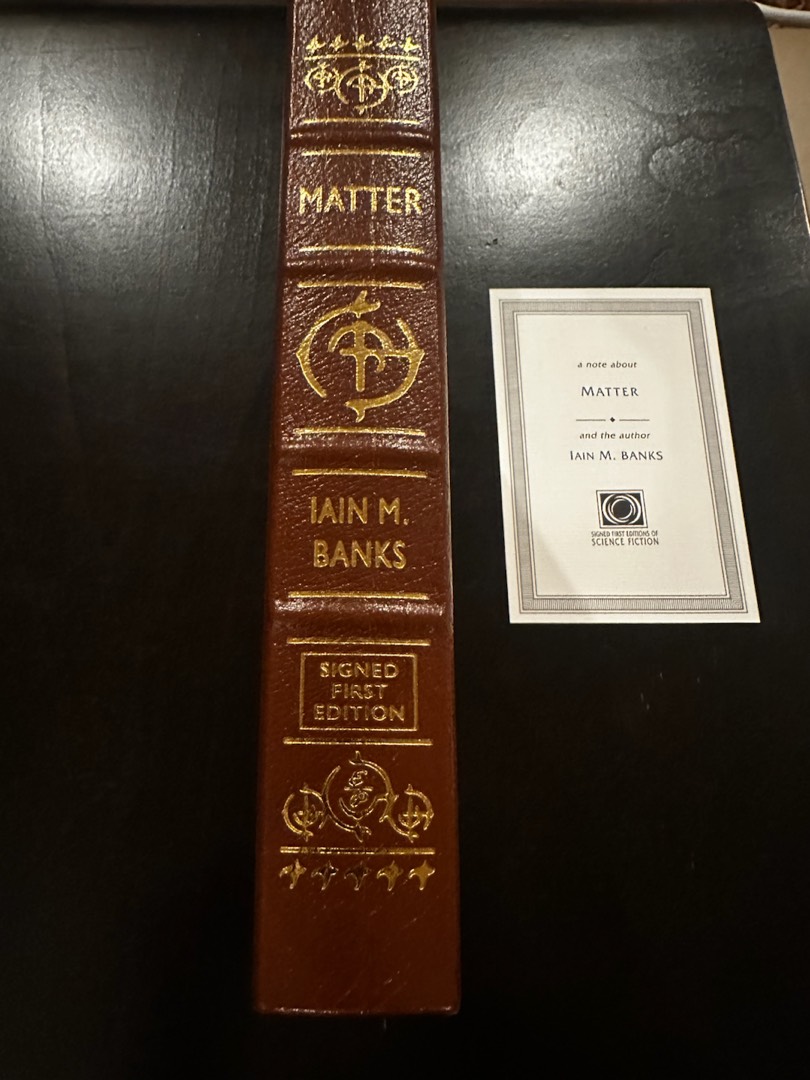 MATTER
IAIN M.
BANKS
SIGNED
FIRST
EDITION
a note about
MATTER
and the author
IAIN M. BANKS
SIGNED FIRST EDITIONS OF
SCIENCE FICTION